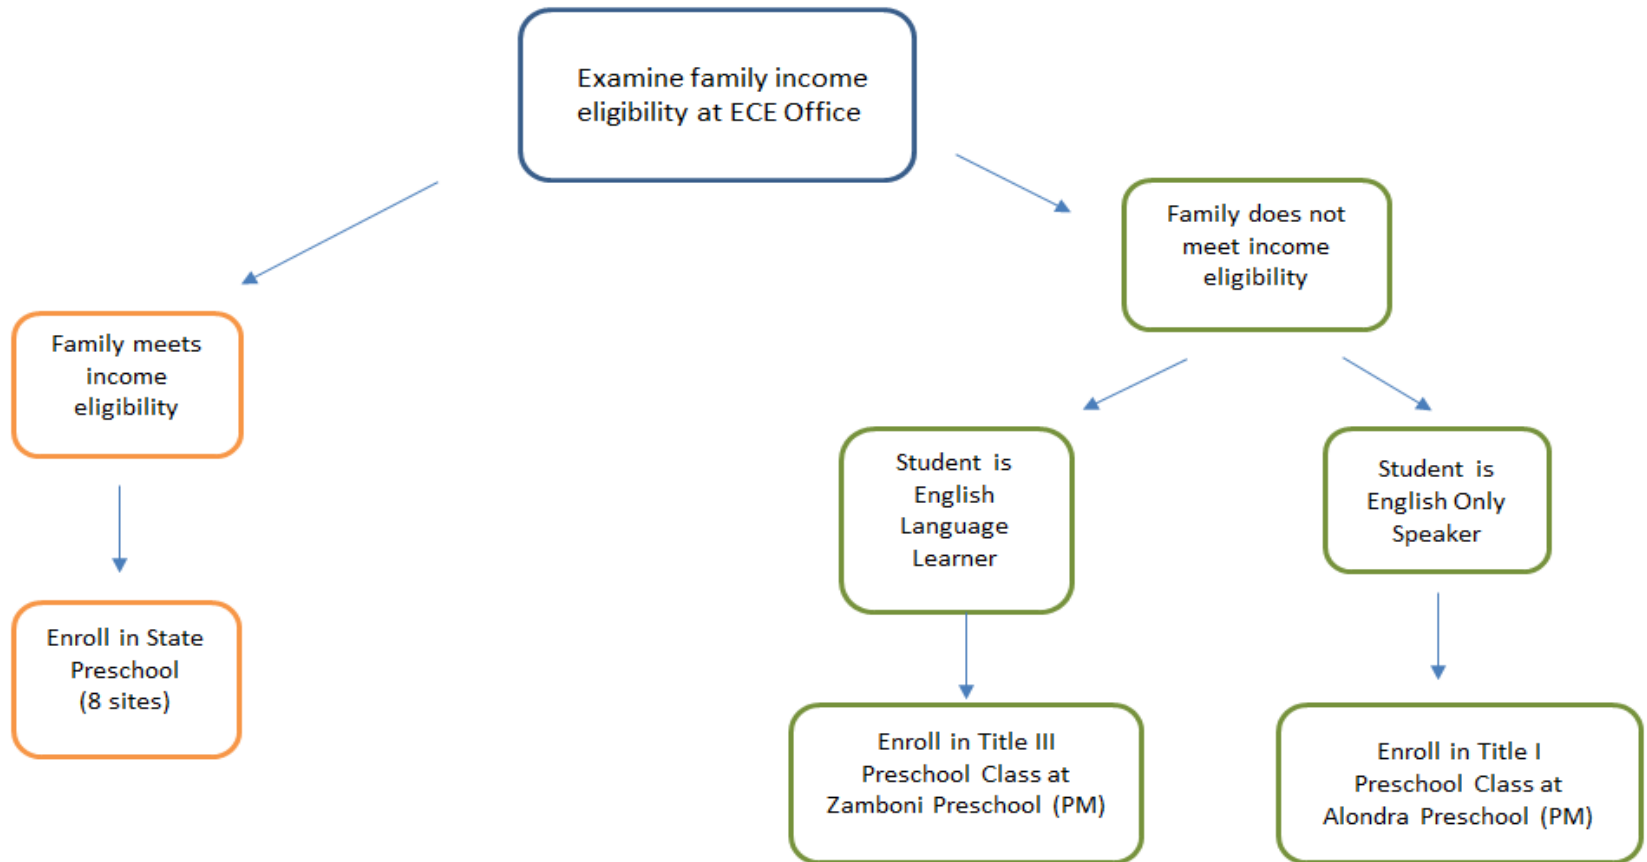 Examine family income
eligibility at ECE Office
Family does not
meet income
eligibility
Family meets
income
eligibility
Student is
English
Language
Learner
Student is
English Only
Speaker
Enroll in State
Preschool
(8 sites)
Enroll in Title III
Preschool Class at
Zamboni Preschool (PM)
Enroll in Title I
Preschool Class at
Alondra Preschool (PM)